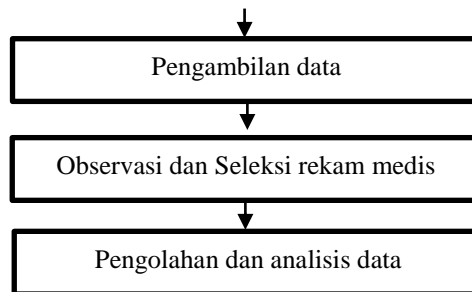 Pengambilan data
Observasi dan Seleksi rekam medis
Pengolahan dan analisis data